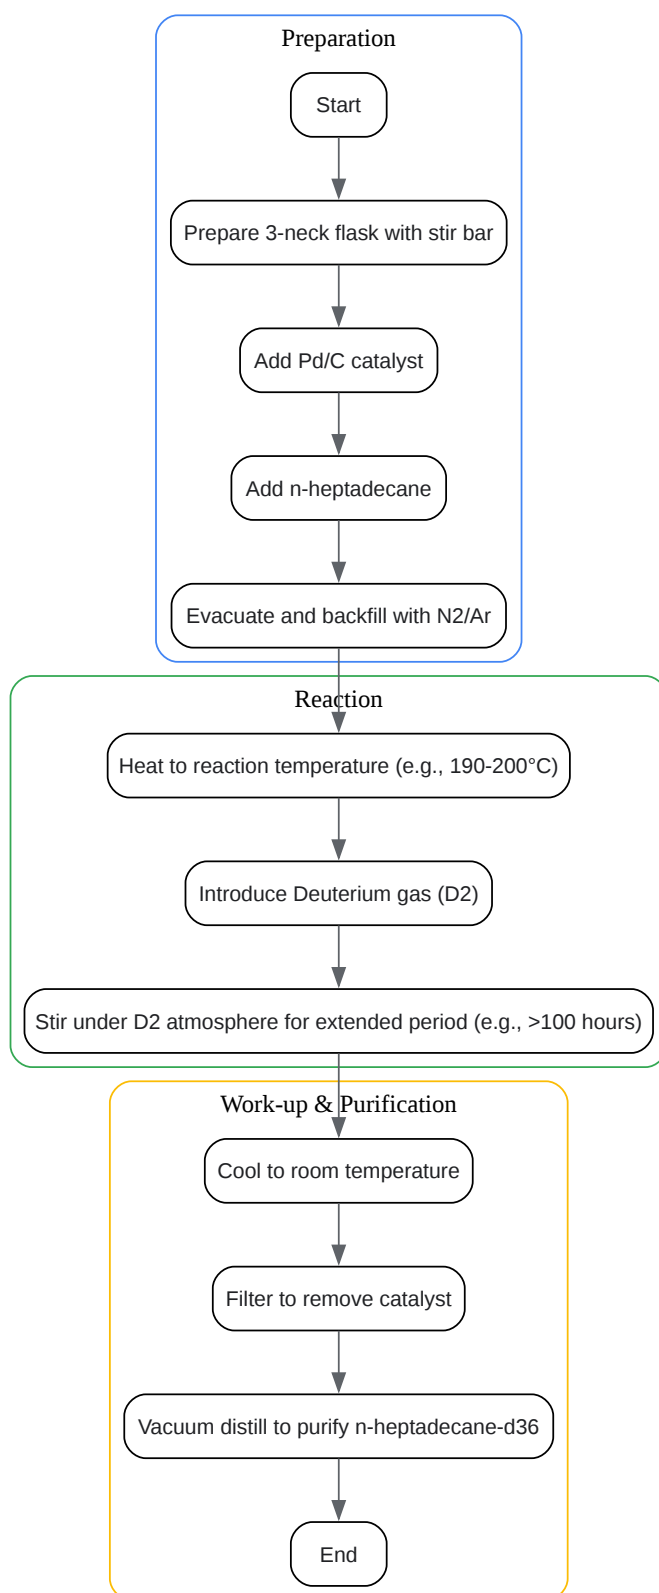 Preparation
Start
Prepare 3-neck flask with stir bar
Add Pd/C catalyst
Add n-heptadecane
Evacuate and backfill with N2/Ar
Reaction
Heat to reaction temperature (e.g., 190-200°C)
Introduce Deuterium gas (D2)
Stir under D2 atmosphere for extended period (e.g., >100 hours)
Work-up & Purification
Cool to room temperature
Filter to remove catalyst
Vacuum distill to purify n-heptadecane-d36
End